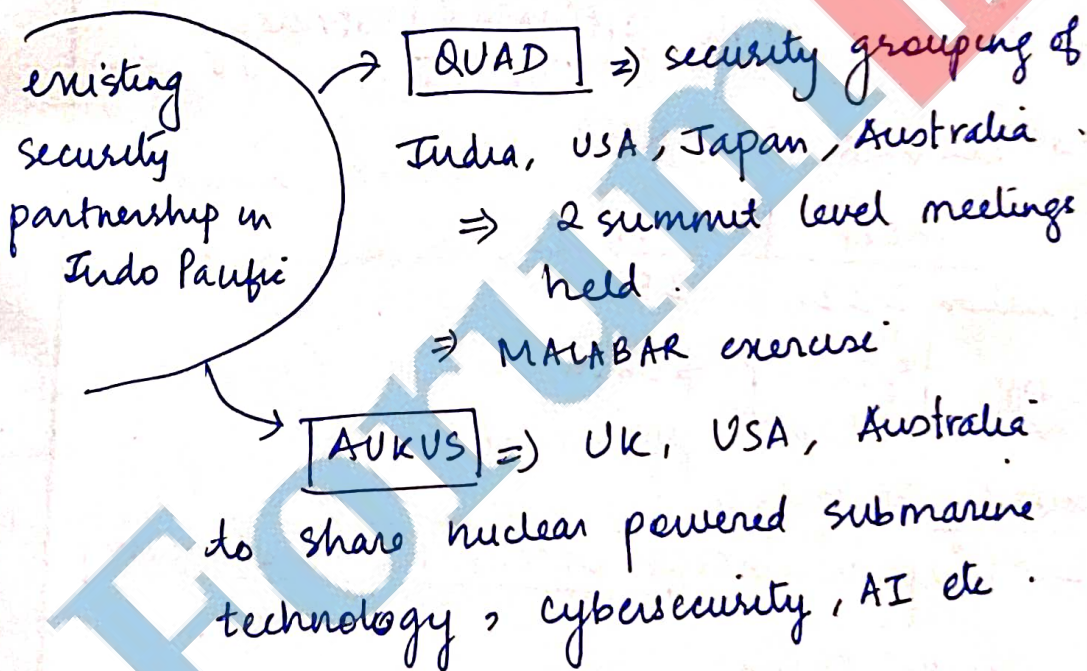 existing
security
partnership in
Indo Pacific
QUAD ⇒ security grouping of
India, USA, Japan, Australia.
⇒ 2 summit level meetings
held.
⇒ MALABAR exercise
AUKUS ⇒ UK, USA, Australia
to share nuclear powered submarine
technology, cybersecurity, AI etc.
Forum